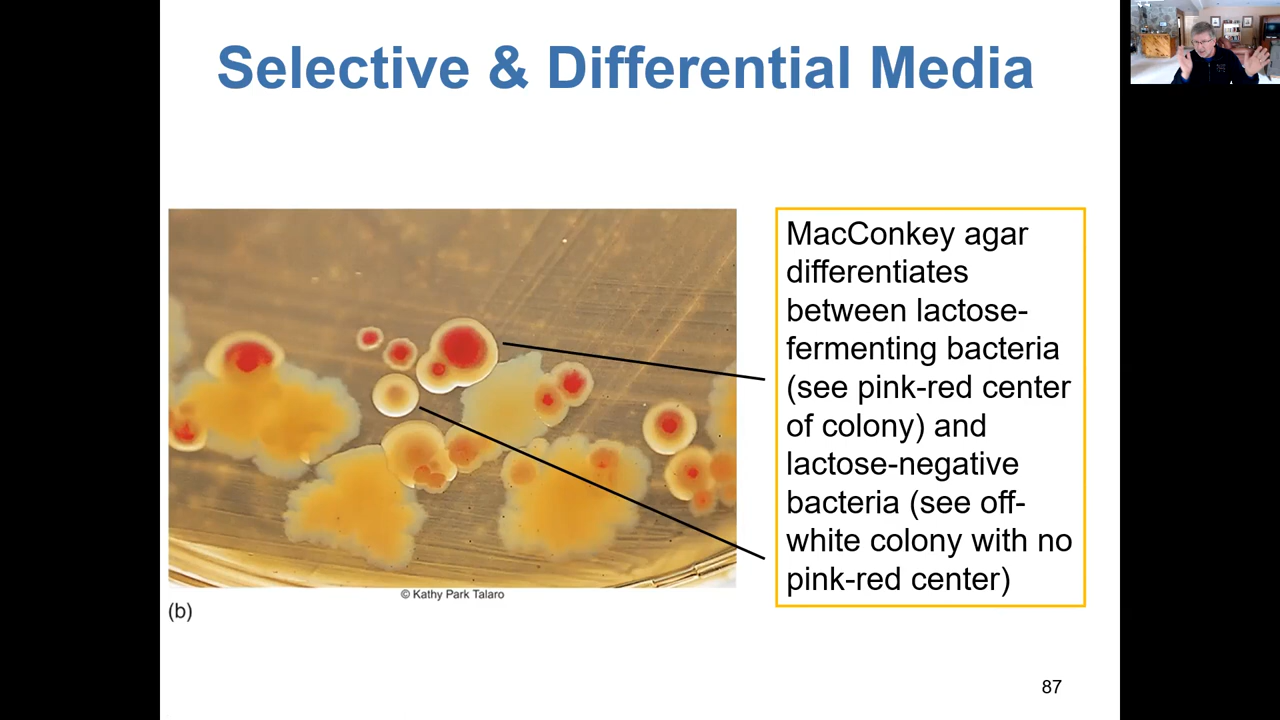 Selective & Differential Media
MacConkey agar
differentiates
between lactose-
fermenting bacteria
(see pink-red center
of colony) and
lactose-negative
bacteria (see off-
white colony with no
pink-red center)
© Kathy Park Talaro
(b)
87